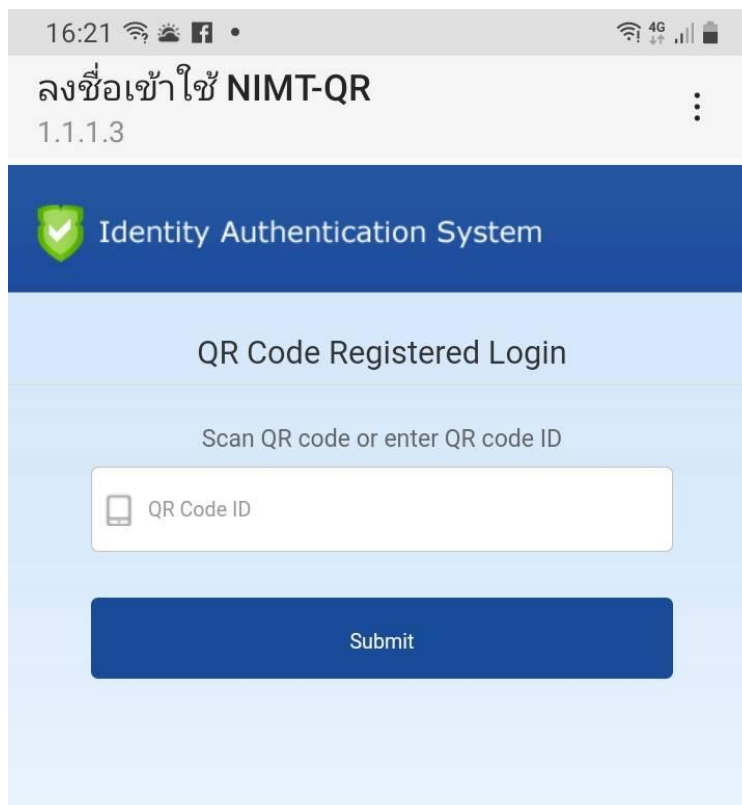 16:21
4G
ลงชื่อเข้าใช้ NIMT-QR
1.1.1.3
Identity Authentication System
QR Code Registered Login
Scan QR code or enter QR code ID
QR Code ID
Submit